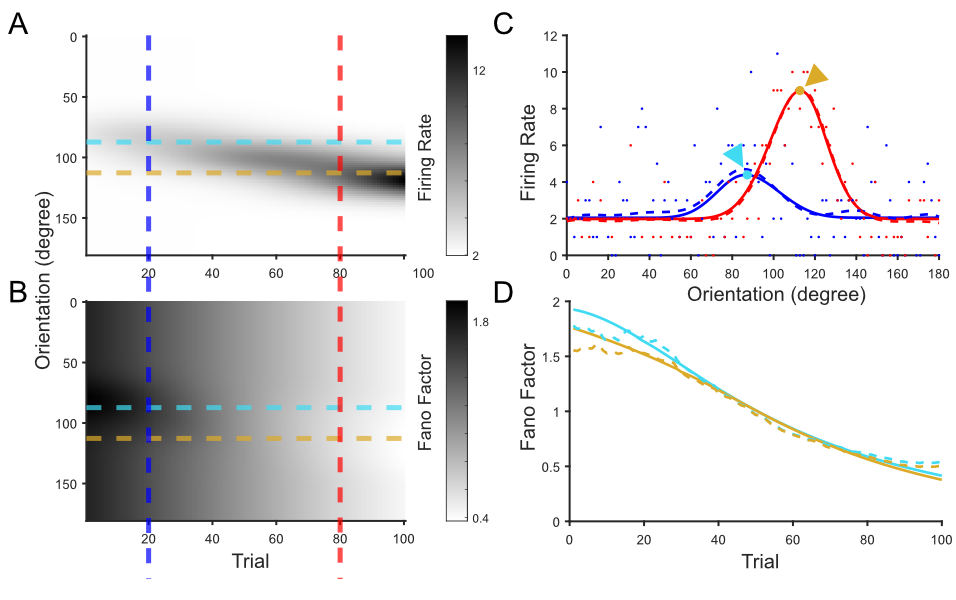 A
0
50
100
150
20
40
60
80
100
Firing Rate
12
2
Orientation (degree)
B
0
50
100
150
20
40
60
80
100
Trial
Fano Factor
1.8
0.4
C
12
10
8
6
4
2
0
Firing Rate
0 20 40 60 80 100 120 140 160 180
Orientation (degree)
D
2
1.5
1
0.5
0
Fano Factor
0 20 40 60 80 100
Trial